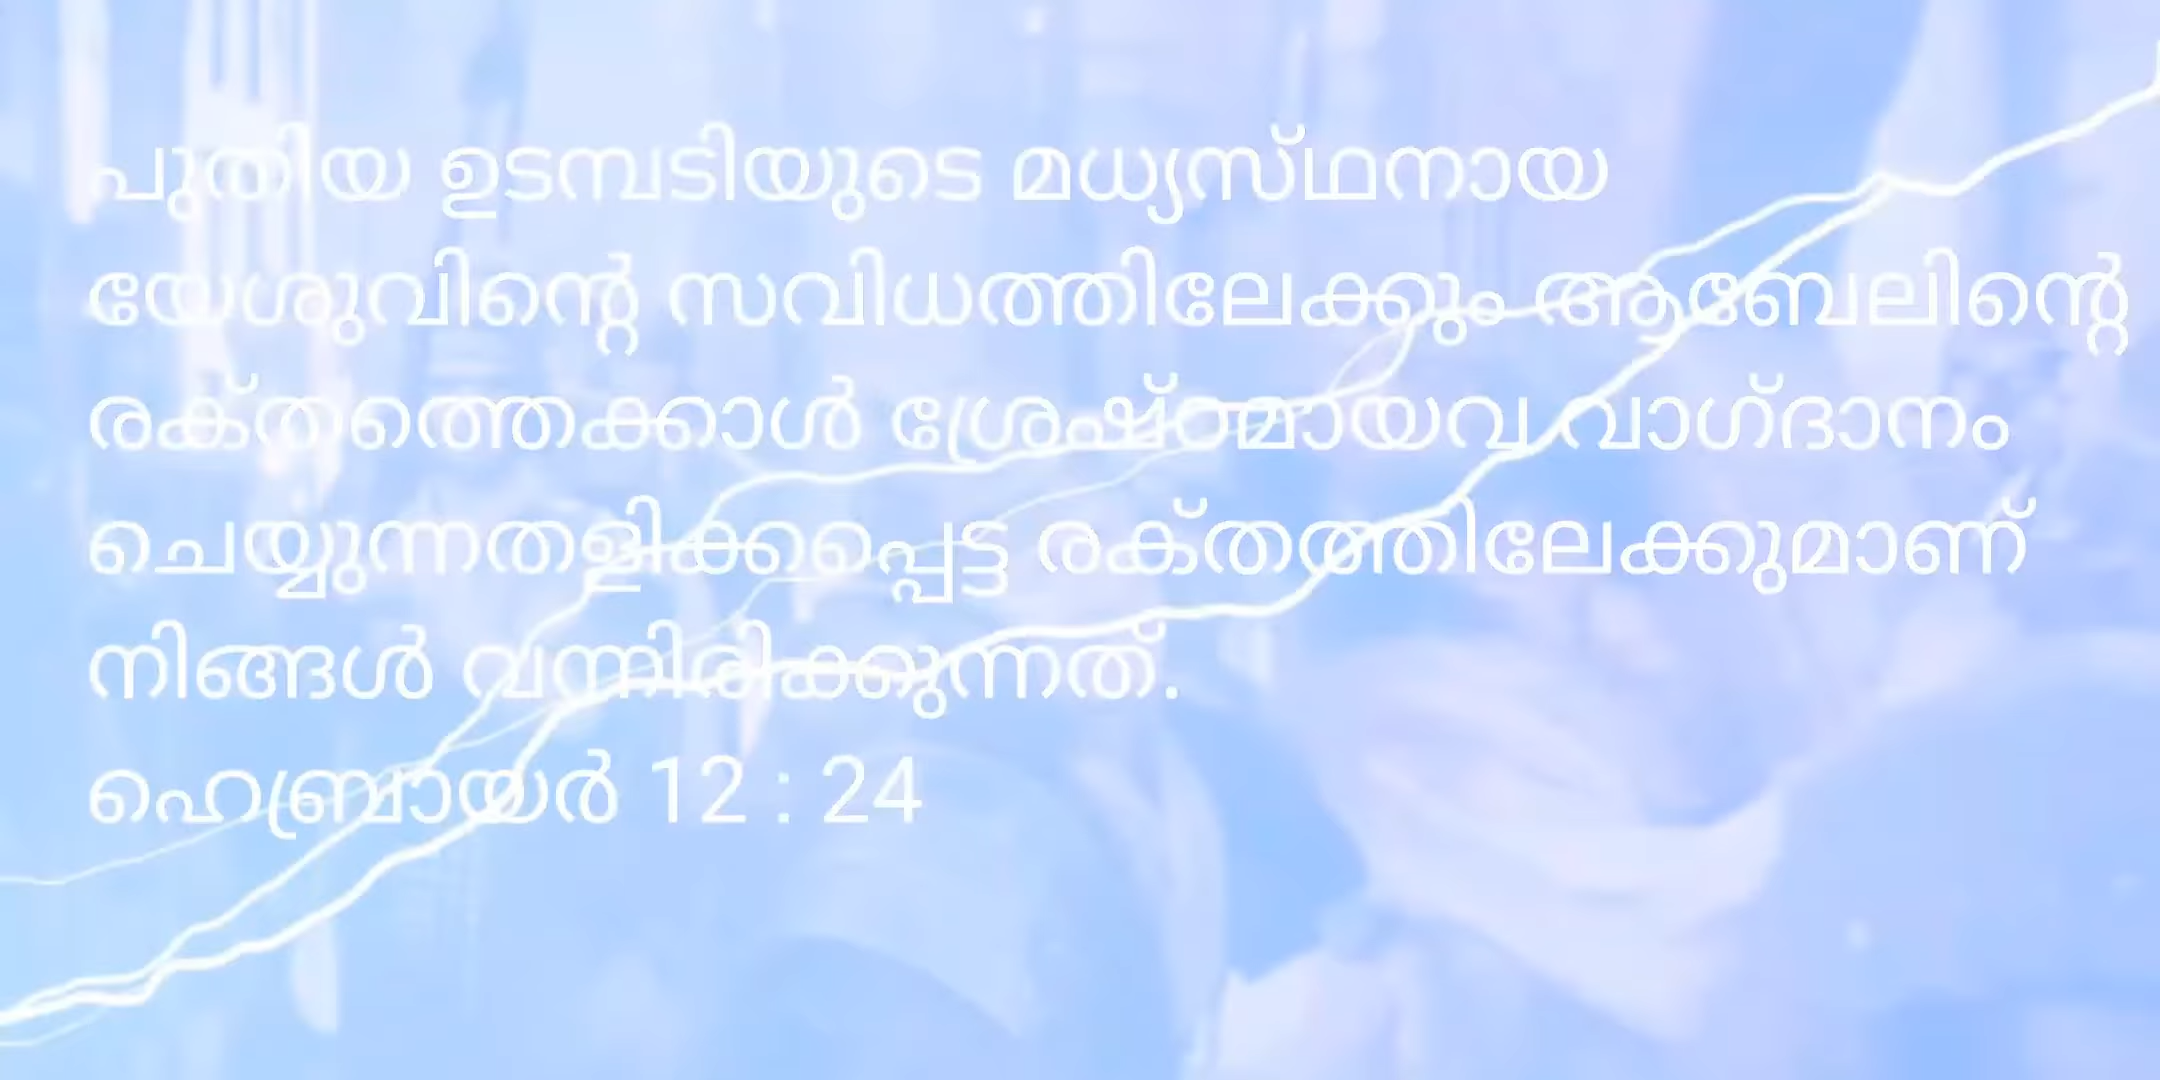 പുതിയ ഉടമ്പടിയുടെ മധ്യസ്ഥനായ
യേശുവിന്റെ സവിധത്തിലേക്കും ആബേലിന്റെ
രക്തത്തെക്കാൾ ശ്രേഷ്ഠമായവ വാഗ്ദാനം
ചെയ്യുന്നതളിക്കപ്പെട്ട രക്തത്തിലേക്കുമാണ്
നിങ്ങൾ വന്നിരിക്കുന്നത്.
ഹെബ്രായർ 12 : 24